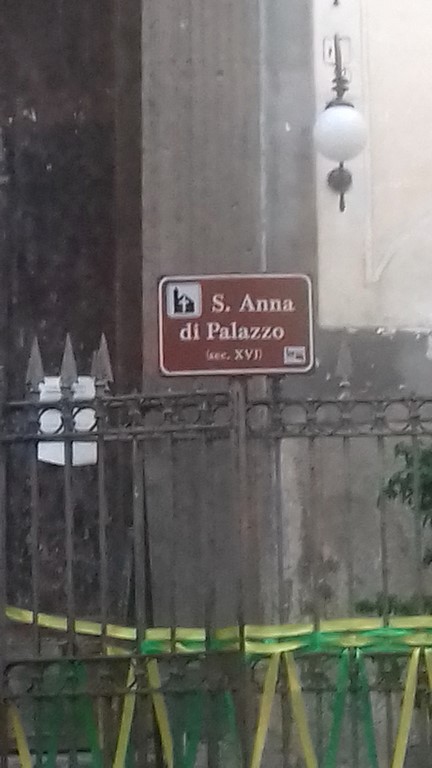 S. Anna
di Palazzo
(sec. XVI)